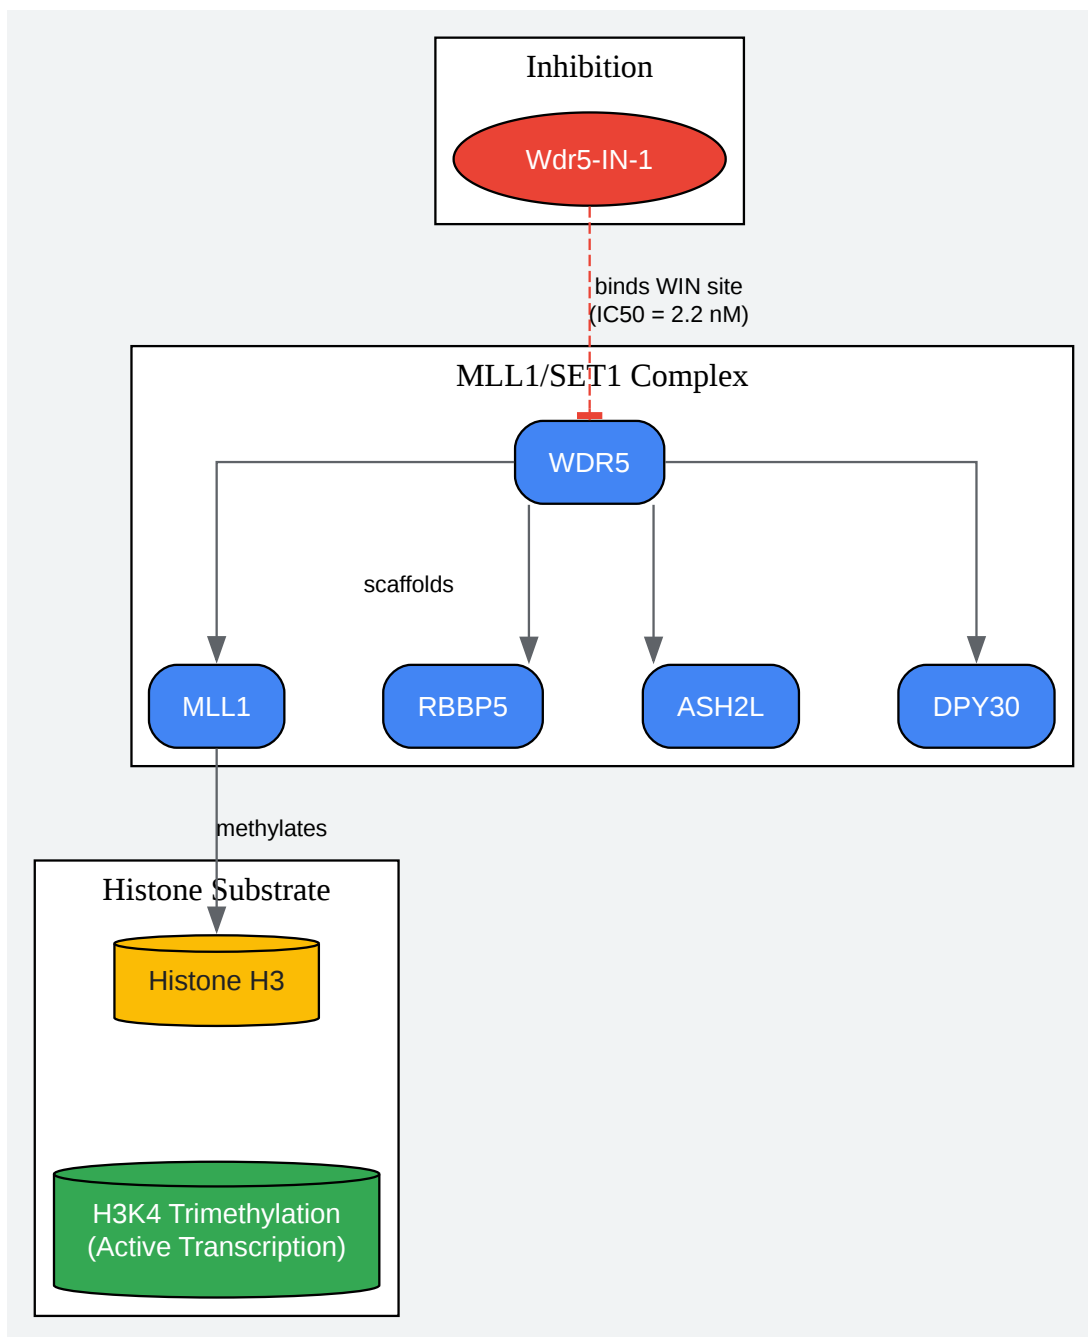 Inhibition
Wdr5-IN-1
binds WIN site
(IC50 = 2.2 nM)
MLL1/SET1 Complex
WDR5
scaffolds
MLL1
RBBP5
ASH2L
DPY30
methylates
Histone Substrate
Histone H3
H3K4 Trimethylation
(Active Transcription)